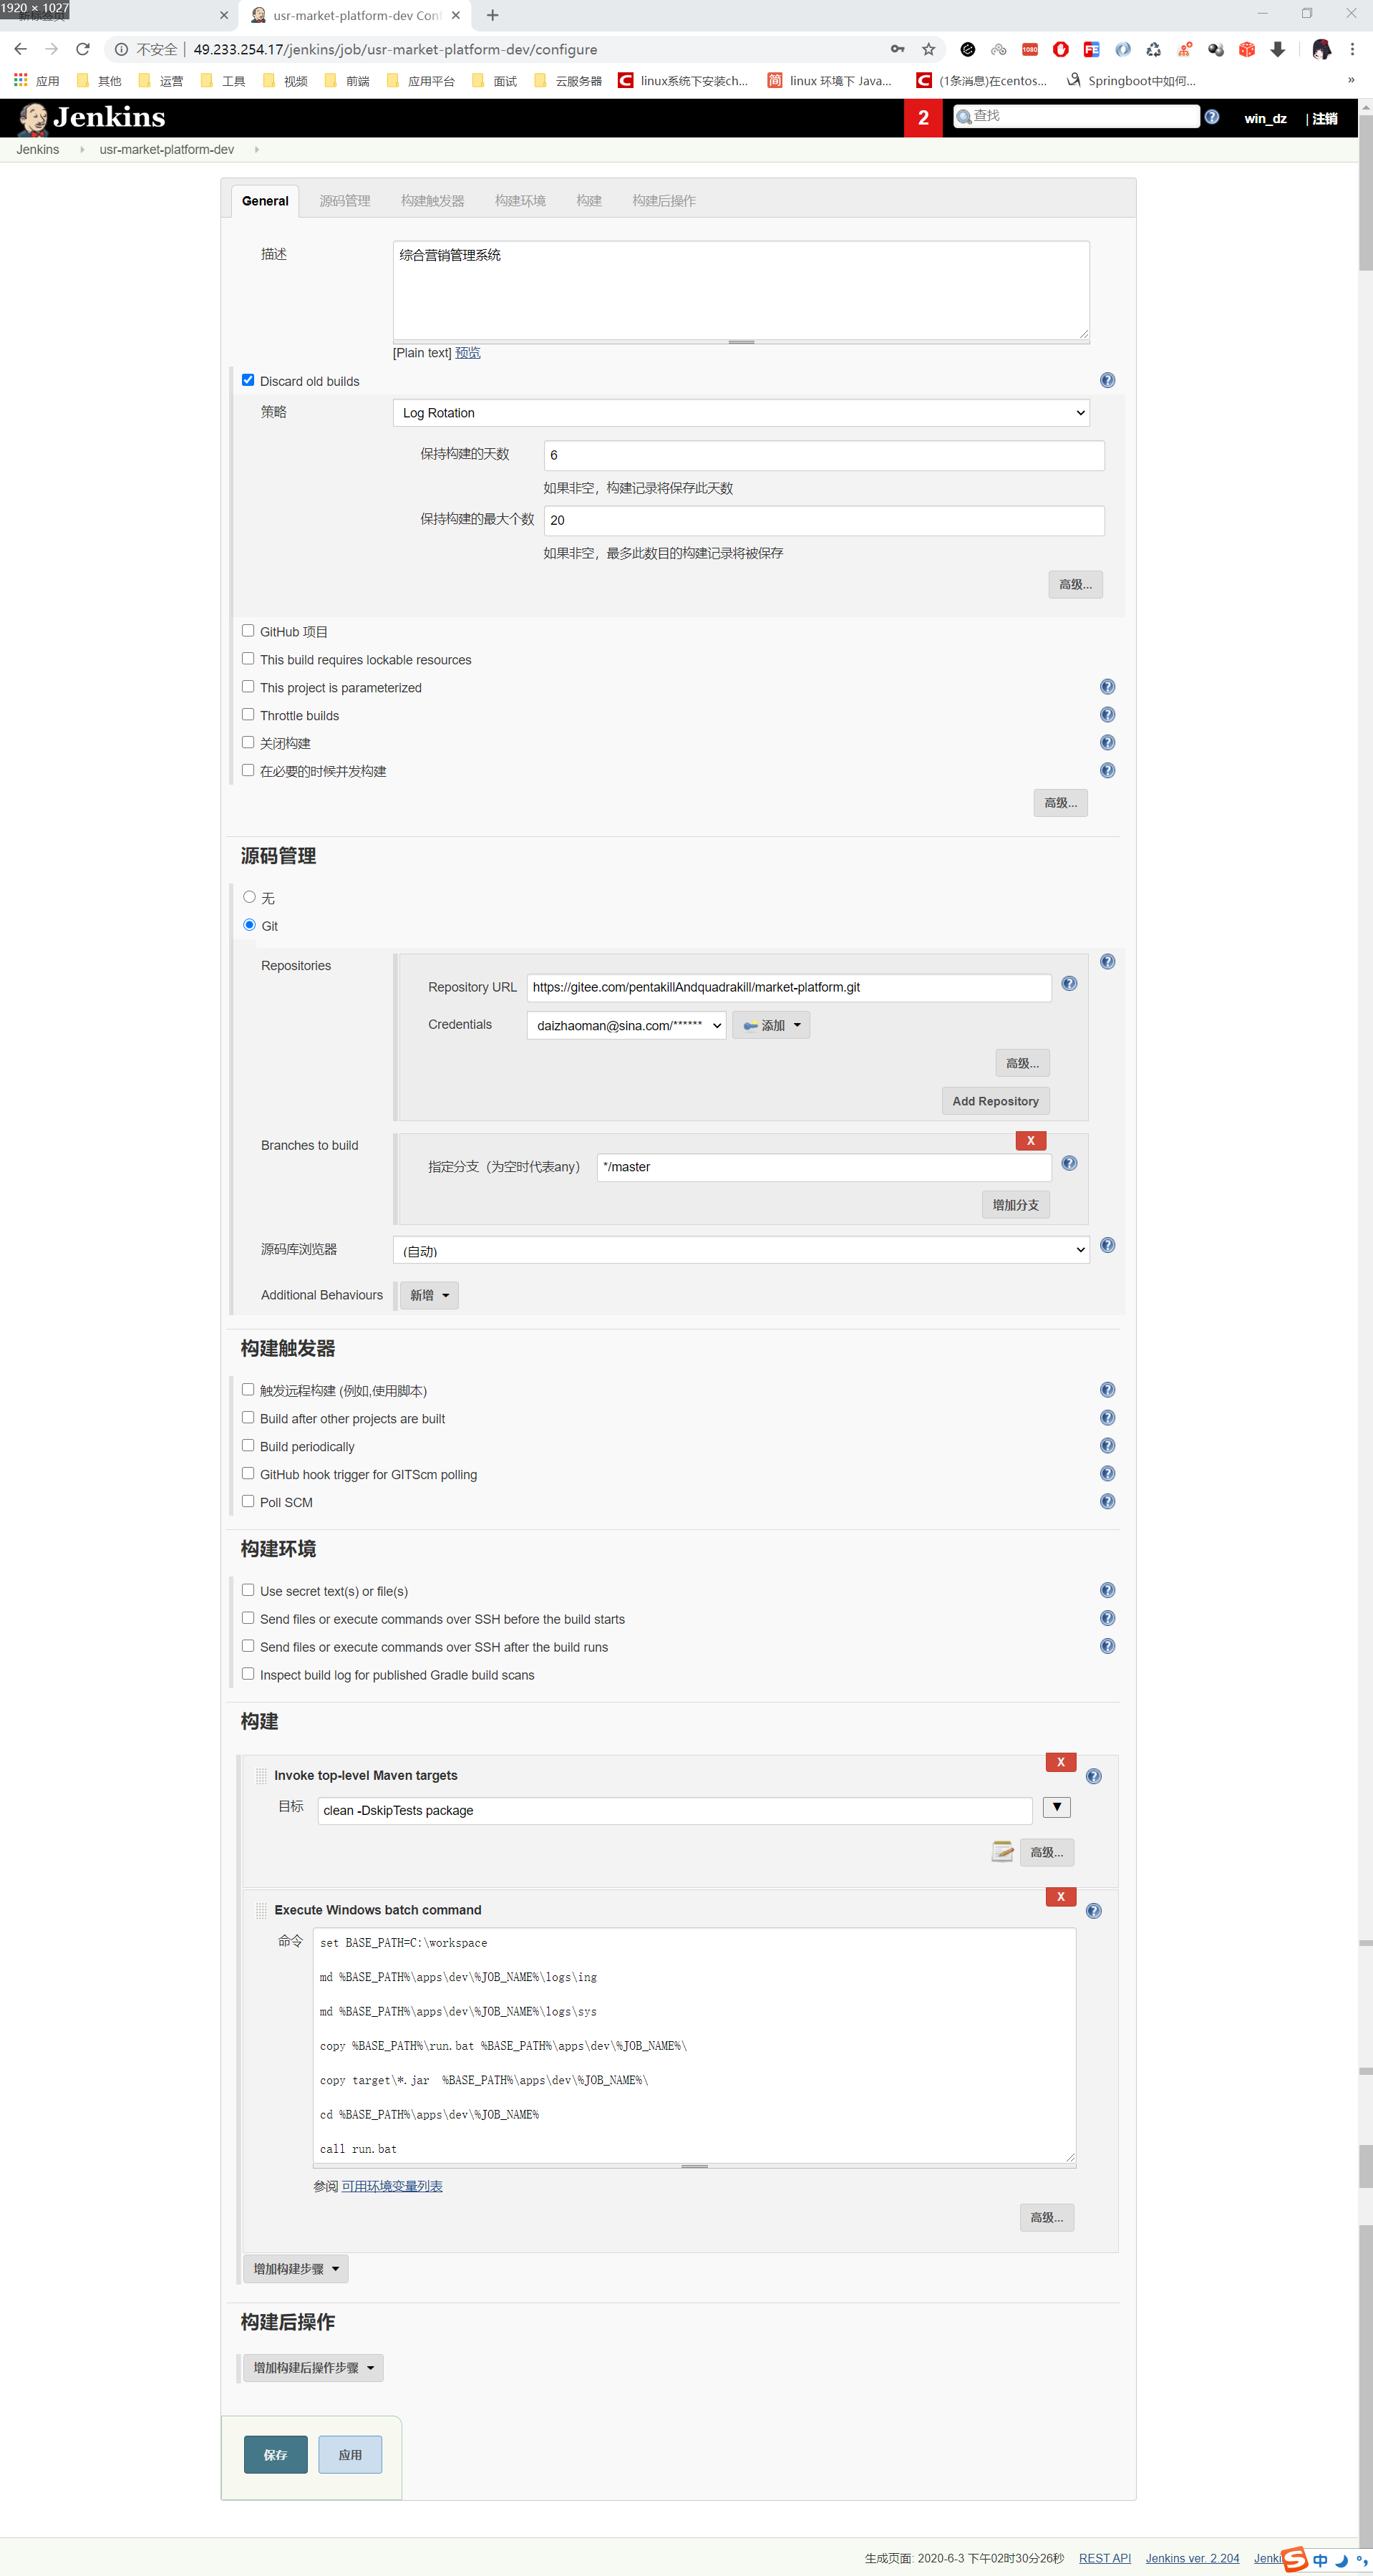 1920 × 1027
usr-market-platform-dev Con
不安全 | 49.233.254.17/jenkins/job/usr-market-platform-dev/configure
应用 其他 运营 工具 视频 前端 应用平台 面试 云服务器 linux系统下安装ch... linux 环境下 Java... (1条消息)在centos... Springboot中如何...
Jenkins 2 查找 win_dz | 注销
Jenkins usr-market-platform-dev
General 源码管理 构建触发器 构建环境 构建 构建后操作
描述 综合营销管理系统
[Plain text] 预览
Discard old builds
策略 Log Rotation
保持构建的天数 6
如果非空，构建记录将保存此天数
保持构建的最大个数 20
如果非空，最多此数目的构建记录将被保存
高级...
GitHub 项目
This build requires lockable resources
This project is parameterized
Throttle builds
关闭构建
在必要的时候并发构建
高级...
源码管理
无
Git
Repositories
Repository URL https://gitee.com/pentakillAndquadrakill/market-platform.git
Credentials daizhaoman@sina.com/****** 添加
高级...
Add Repository
Branches to build X
指定分支（为空时代表any） */master
增加分支
源码库浏览器 (自动)
Additional Behaviours 新增
构建触发器
触发远程构建 (例如,使用脚本)
Build after other projects are built
Build periodically
GitHub hook trigger for GITScm polling
Poll SCM
构建环境
Use secret text(s) or file(s)
Send files or execute commands over SSH before the build starts
Send files or execute commands over SSH after the build runs
Inspect build log for published Gradle build scans
构建
X
Invoke top-level Maven targets
目标 clean -DskipTests package
高级...
X
Execute Windows batch command
命令 set BASE_PATH=C:\workspace
md %BASE_PATH%\apps\dev\%JOB_NAME%\logs\ing
md %BASE_PATH%\apps\dev\%JOB_NAME%\logs\sys
copy %BASE_PATH%\run.bat %BASE_PATH%\apps\dev\%JOB_NAME%\
copy target\*.jar  %BASE_PATH%\apps\dev\%JOB_NAME%\
cd %BASE_PATH%\apps\dev\%JOB_NAME%
call run.bat
参阅 可用环境变量列表
高级...
增加构建步骤
构建后操作
增加构建后操作步骤
保存 应用
生成页面: 2020-6-3 下午02时30分26秒 REST API Jenkins ver. 2.204 中